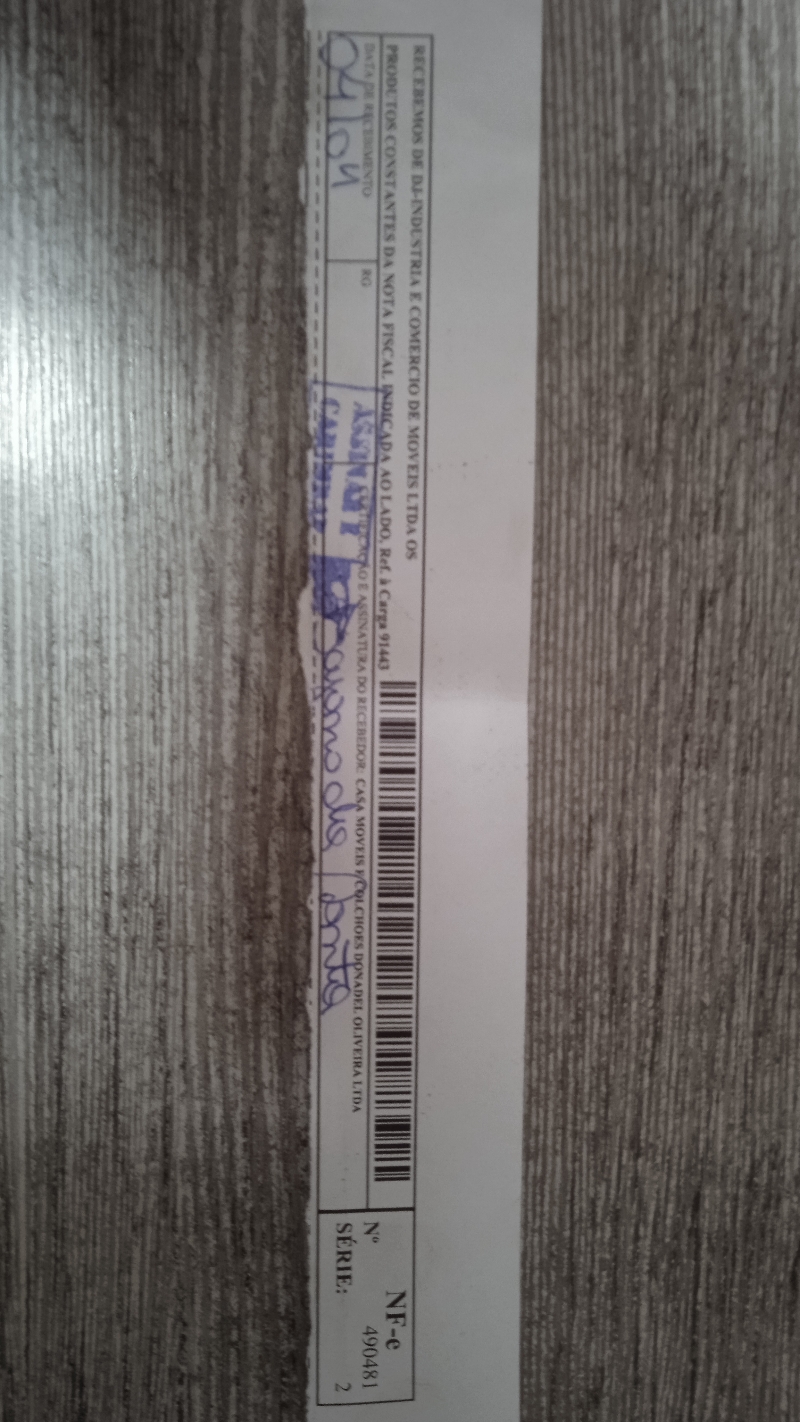 RECEBEMOS DE DJ-INDUSTRIA E COMERCIO DE MOVEIS LTDA OS
PRODUTOS CONSTANTES DA NOTA FISCAL INDICADA AO LADO, Ref. à Carga 91443
DATA DE RECEBIMENTO
04/04
RG
E ASSINATURA DO RECEBEDOR: CASA MOVEIS E COLCHOES DONADEL OLIVEIRA LTDA
NF-e
Nº 490481
SÉRIE: 2